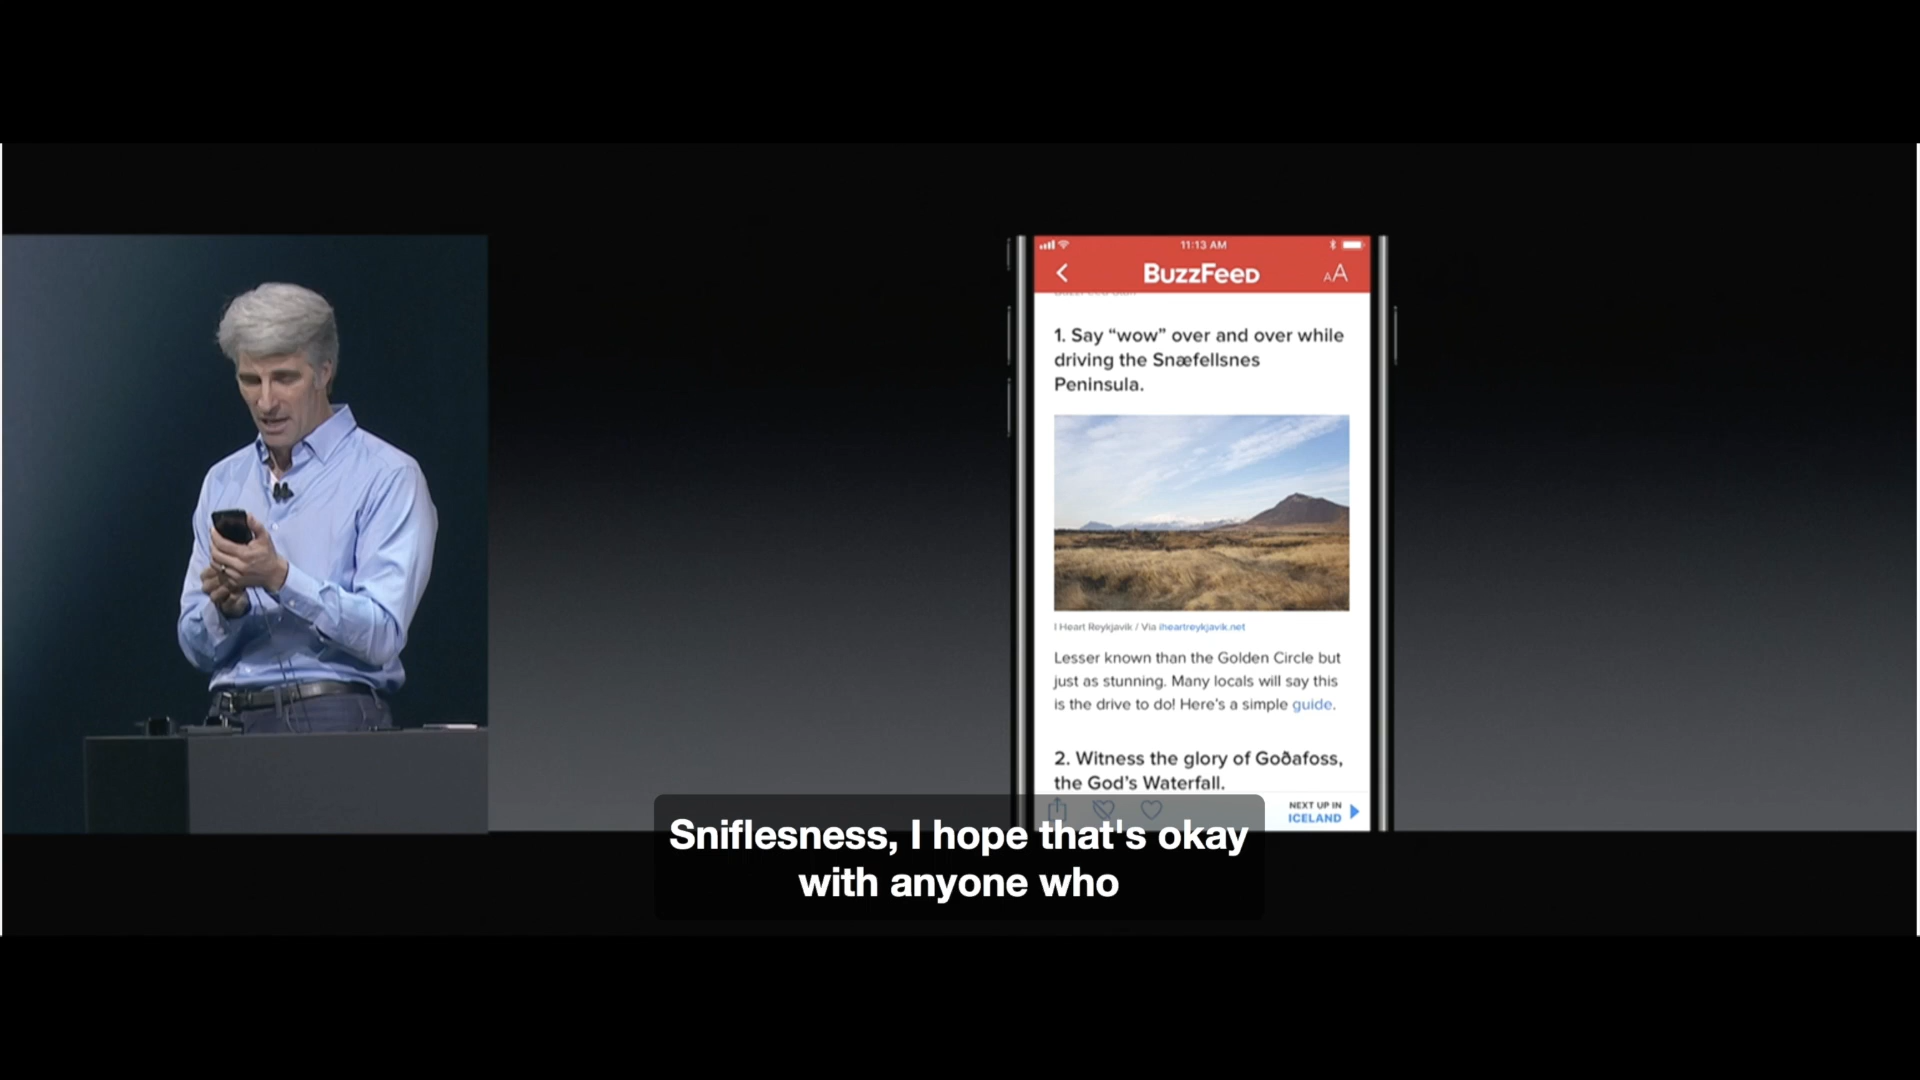 11:13 AM
BuzzFeed
AA
1. Say “wow” over and over while
driving the Snæfellsnes
Peninsula.
I Heart Reykjavik / Via iheartreykjavik.net
Lesser known than the Golden Circle but
just as stunning. Many locals will say this
is the drive to do! Here’s a simple guide.
2. Witness the glory of Goðafoss,
the God’s Waterfall.
NEXT UP IN
ICELAND
Sniflesness, I hope that's okay
with anyone who